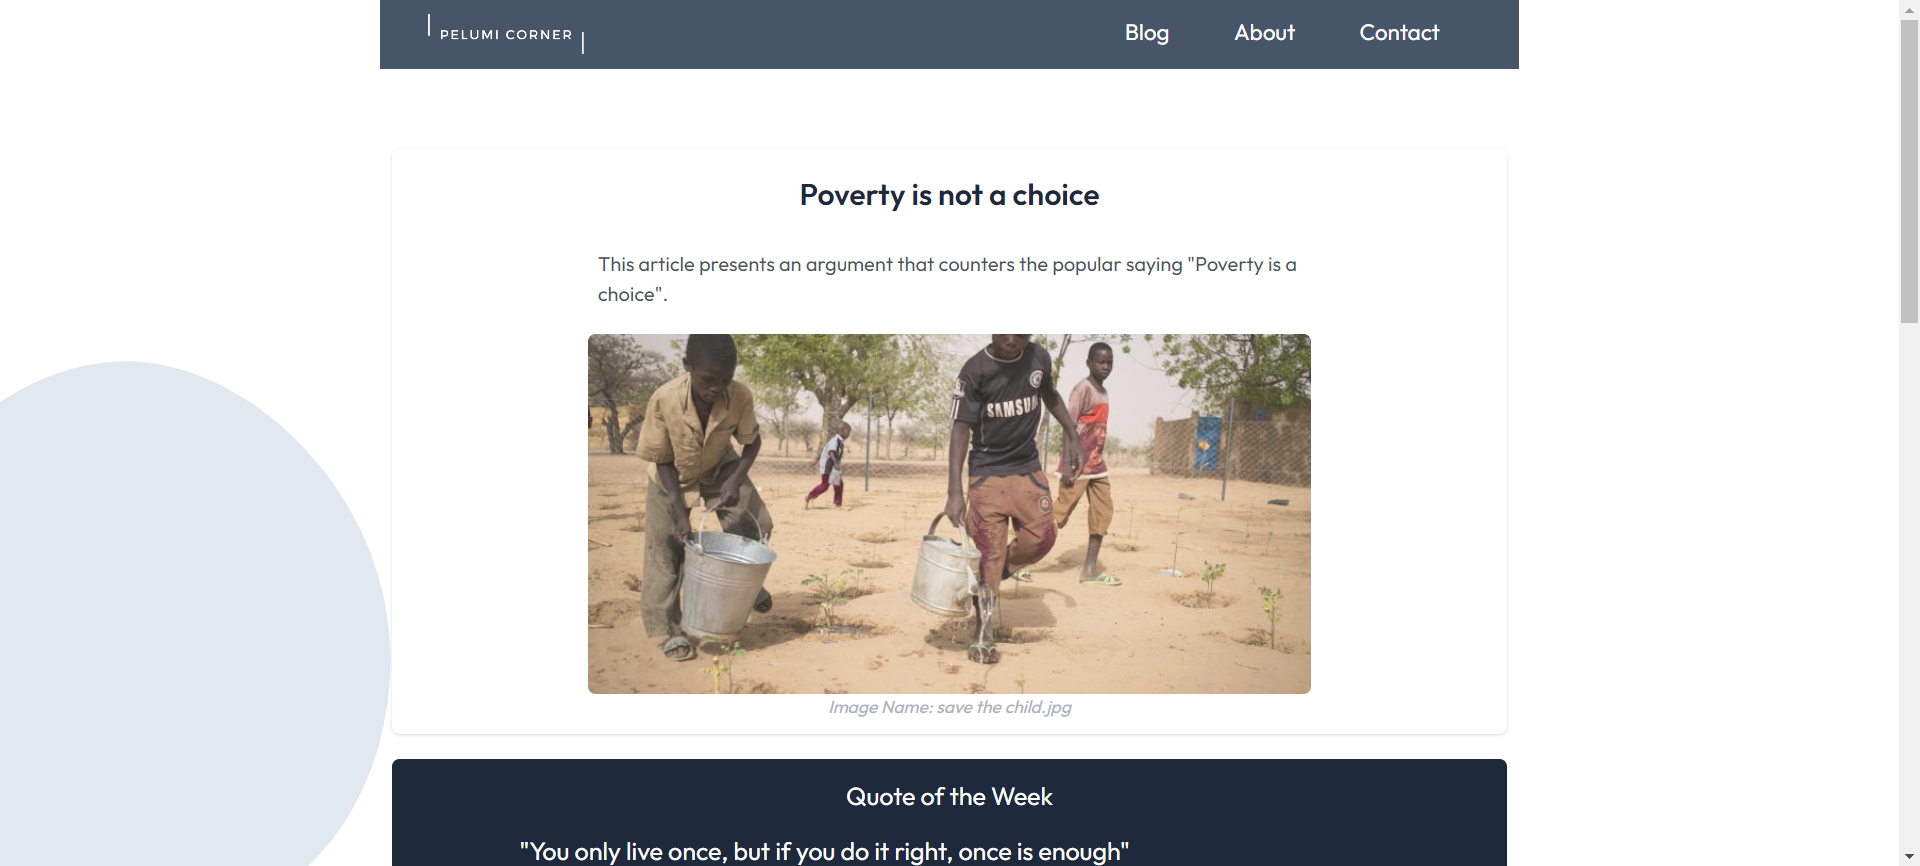 PELUMI CORNER
Blog About Contact
Poverty is not a choice
This article presents an argument that counters the popular saying "Poverty is a
choice".
SAMSU
Image Name: save the child.jpg
Quote of the Week
"You only live once, but if you do it right, once is enough"